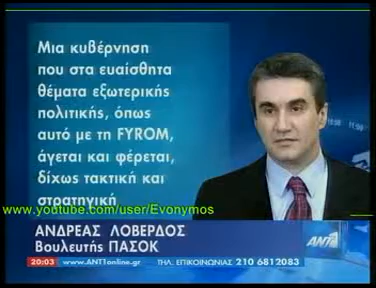 Μια κυβέρνηση
που στα ευαίσθητα
θέματα εξωτερικής
πολιτικής, όπως
αυτό με τη FYROM,
άγεται και φέρεται,
δίχως τακτική και
στρατηγική
www.youtube.com/user/Evonymos
ΑΝΔΡΕΑΣ ΛΟΒΕΡΔΟΣ
Βουλευτής ΠΑΣΟΚ
ΑΝΤ1
20:03 www.ANT1online.gr ΤΗΛ. ΕΠΙΚΟΙΝΩΝΙΑΣ 210 6812083